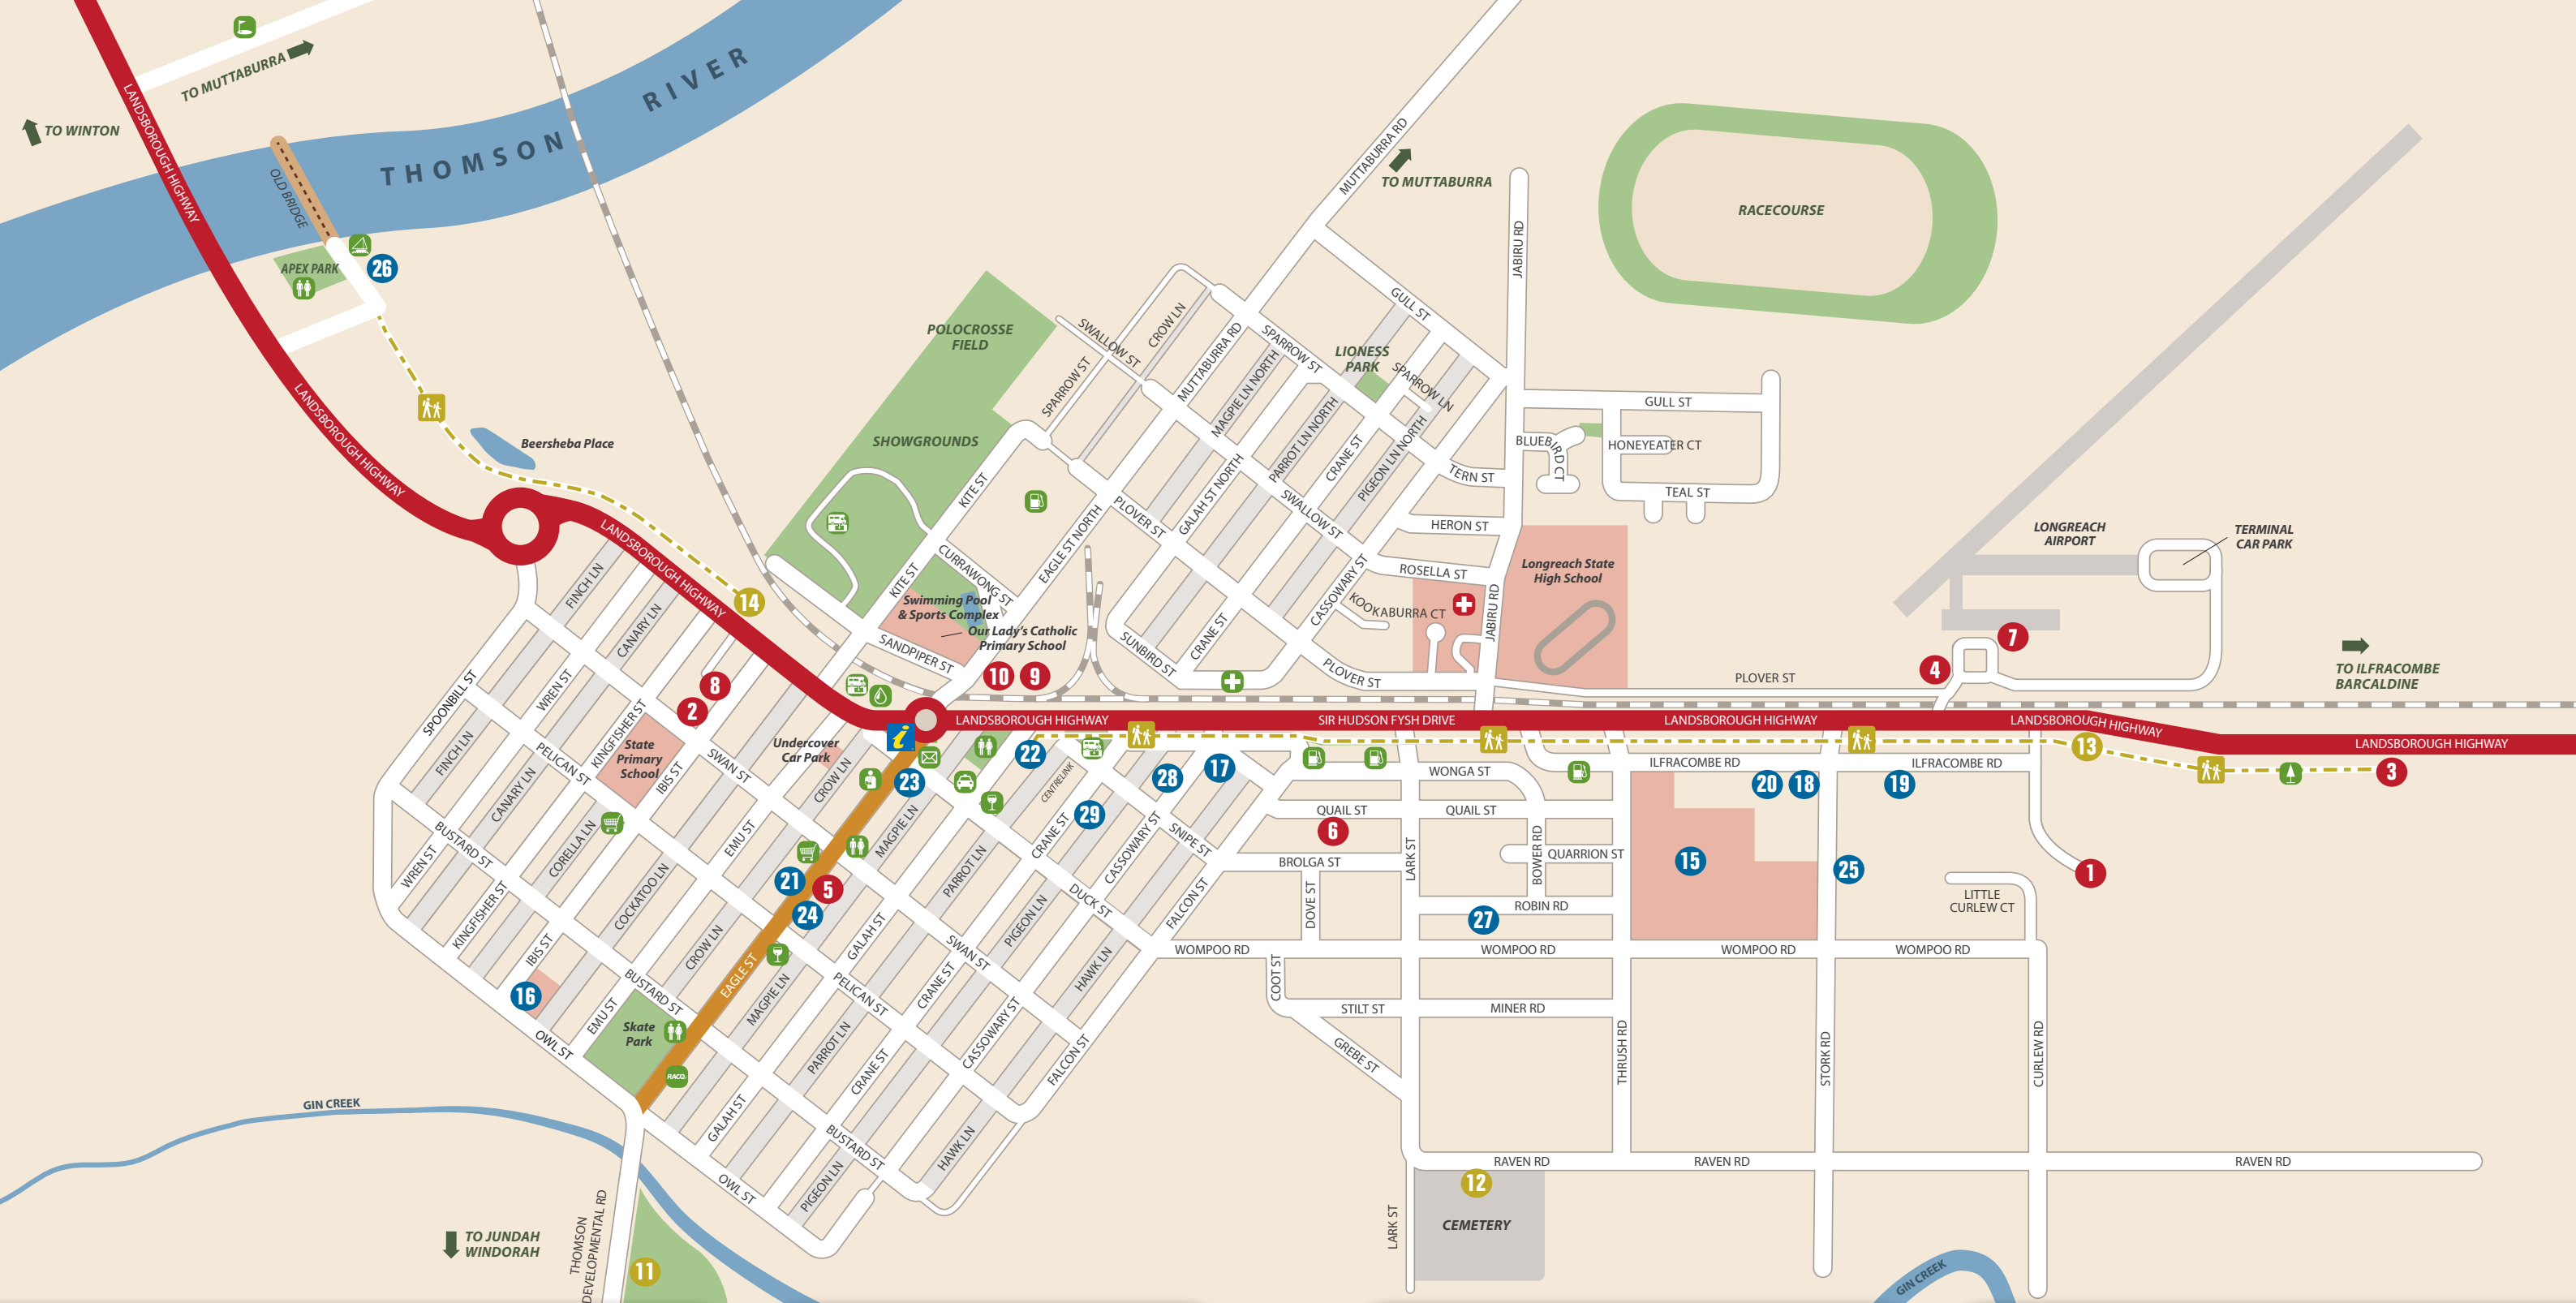 TO MUTTABURRA
TO WINTON
LANDSBOROUGH HIGHWAY
THOMSON RIVER
OLD BRIDGE
APEX PARK
26
LANDSBOROUGH HIGHWAY
Beersheba Place
LANDSBOROUGH HIGHWAY
14
MUTTABURRA RD
TO MUTTABURRA
JABIRU RD
RACECOURSE
GULL ST
POLOCROSSE
FIELD
SHOWGROUNDS
SWALLOW ST
CROW LN
SPARROW ST
MUTTABURRA RD
SPARROW ST
LIONESS
PARK
SPARROW LN
MAGPIE LN NORTH
PARROT LN NORTH
GALAH ST NORTH
CRANE ST
PIGEON LN NORTH
GULL ST
BLUEBIRD CT
HONEYEATER CT
TEAL ST
TERN ST
HERON ST
SWALLOW ST
PLOVER ST
KITE ST
EAGLE ST NORTH
CURRAWONG ST
KITE ST
Swimming Pool
& Sports Complex
Our Lady's Catholic
Primary School
SANDPIPER ST
10
9
SUNBIRD ST
CRANE ST
CASSOWARY ST
ROSELLA ST
KOOKABURRA CT
JABIRU RD
Longreach State
High School
PLOVER ST
PLOVER ST
LONGREACH
AIRPORT
TERMINAL
CAR PARK
7
4
TO ILFRACOMBE
BARCALDINE
LANDSBOROUGH HIGHWAY
SIR HUDSON FYSH DRIVE
LANDSBOROUGH HIGHWAY
LANDSBOROUGH HIGHWAY
LANDSBOROUGH HIGHWAY
13
3
FINCH LN
CANARY LN
WREN ST
SPOONBILL ST
KINGFISHER ST
8
2
State
Primary
School
FINCH LN
PELICAN ST
CANARY LN
IBIS ST
SWAN ST
Undercover
Car Park
CROW LN
i
23
22
CENTRELINK
28
17
29
WONGA ST
ILFRACOMBE RD
ILFRACOMBE RD
20
18
19
QUAIL ST
QUAIL ST
6
BUSTARD ST
WREN ST
CORELLA LN
EMU ST
MAGPIE LN
CRANE ST
CASSOWARY ST
SNIPE ST
BROLGA ST
LARK ST
BOWER RD
QUARRION ST
15
25
1
KINGFISHER ST
COCKATOO LN
21
5
24
PARROT LN
DUCK ST
FALCON ST
DOVE ST
ROBIN RD
27
LITTLE
CURLEW CT
IBIS ST
CROW LN
GALAH ST
PIGEON LN
SWAN ST
WOMPOO RD
WOMPOO RD
WOMPOO RD
WOMPOO RD
16
EAGLE ST
BUSTARD ST
MAGPIE LN
PELICAN ST
CRANE ST
HAWK LN
COOT ST
STILT ST
MINER RD
EMU ST
OWL ST
Skate
Park
RACQ
PARROT LN
CRANE ST
CASSOWARY ST
FALCON ST
GREBE ST
THRUSH RD
STORK RD
CURLEW RD
GIN CREEK
GALAH ST
BUSTARD ST
HAWK LN
OWL ST
PIGEON LN
RAVEN RD
RAVEN RD
RAVEN RD
12
CEMETERY
LARK ST
TO JUNDAH
WINDORAH
THOMSON
DEVELOPMENTAL RD
11
GIN CREEK